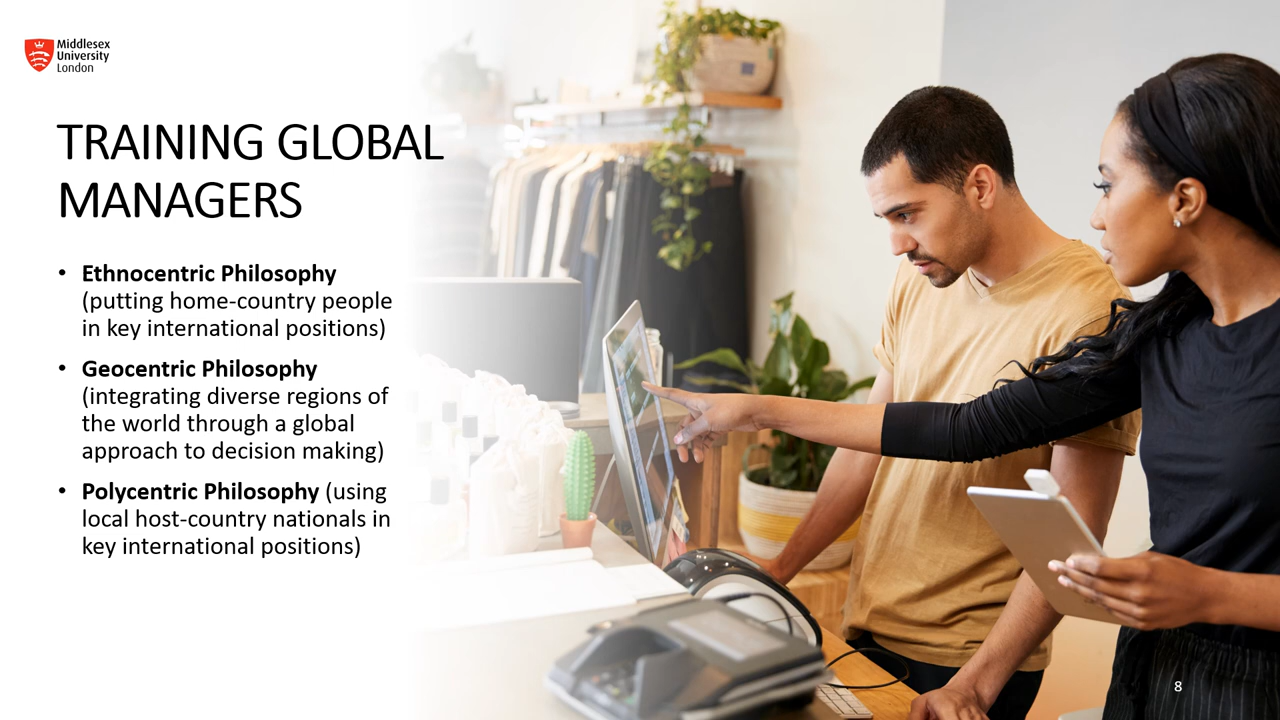 Middlesex
University
London
TRAINING GLOBAL
MANAGERS
• Ethnocentric Philosophy
(putting home-country people
in key international positions)
• Geocentric Philosophy
(integrating diverse regions of
the world through a global
approach to decision making)
• Polycentric Philosophy (using
local host-country nationals in
key international positions)
8